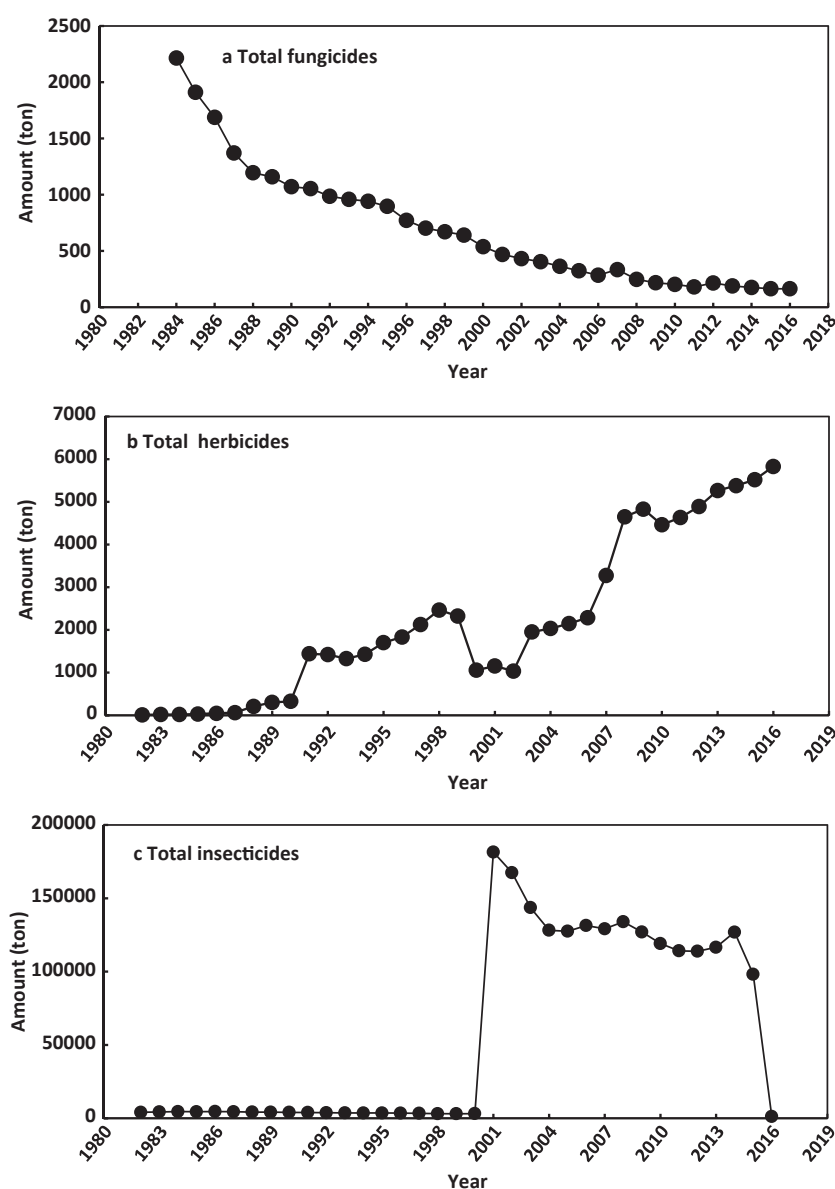 a Total fungicides
2500
2000
1500
1000
500
0
Amount (ton)
1980 1982 1984 1986 1988 1990 1992 1994 1996 1998 2000 2002 2004 2006 2008 2010 2012 2014 2016 2018
Year
b Total herbicides
7000
6000
5000
4000
3000
2000
1000
0
Amount (ton)
1980 1983 1986 1989 1992 1995 1998 2001 2004 2007 2010 2013 2016 2019
Year
c Total insecticides
200000
150000
100000
50000
0
Amount (ton)
1980 1983 1986 1989 1992 1995 1998 2001 2004 2007 2010 2013 2016 2019
Year